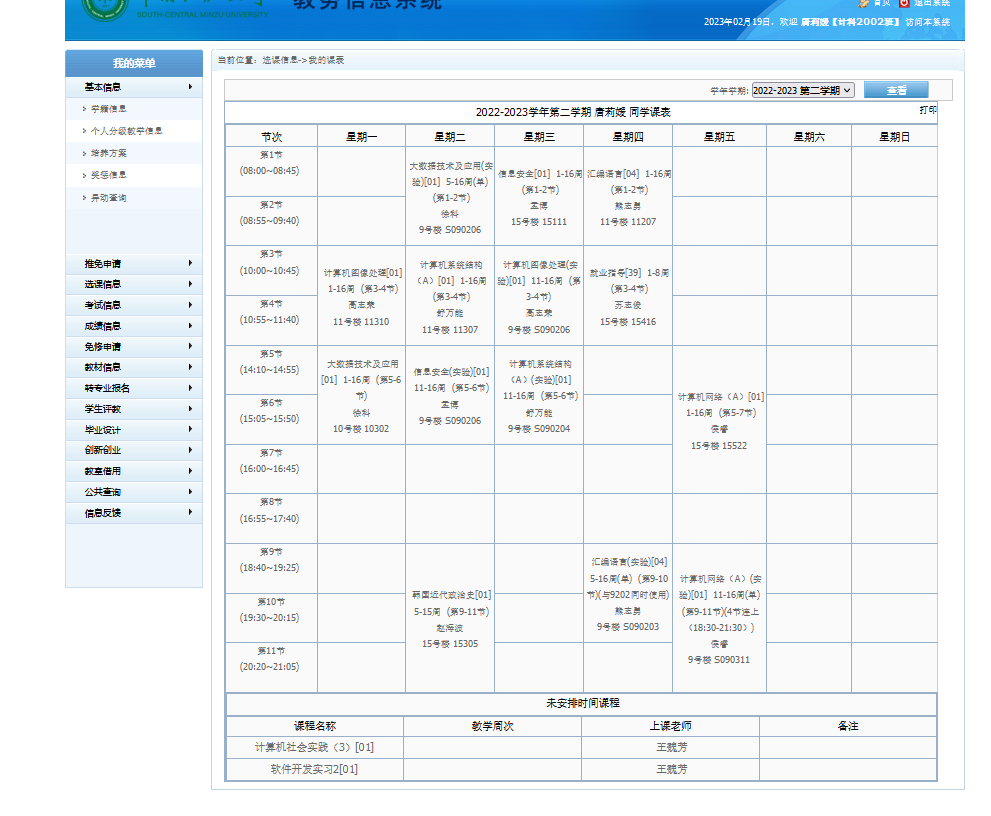 SOUTH-CENTRAL MINZU UNIVERSITY
教务信息系统
首页 退出系统
2023年02月19日，欢迎 唐莉媛【计科2002班】 访问本系统
我的菜单
基本信息
学籍信息
个人分级教学信息
培养方案
奖惩信息
异动查询
推免申请
选课信息
考试信息
成绩信息
免修申请
教材信息
转专业报名
学生评教
毕业设计
创新创业
教室借用
公共查询
信息反馈
当前位置：选课信息->我的课表
学年学期: 2022-2023 第二学期 查看
2022-2023学年第二学期 唐莉媛 同学课表
打印
节次 星期一 星期二 星期三 星期四 星期五 星期六 星期日
第1节
(08:00~08:45)
第2节
(08:55~09:40)
大数据技术及应用(实
验)[01] 5-16周(单)
(第1-2节)
徐科
9号楼 S090206
信息安全[01] 1-16周
(第1-2节)
孟博
15号楼 15111
汇编语言[04] 1-16周
(第1-2节)
熊志勇
11号楼 11207
第3节
(10:00~10:45)
第4节
(10:55~11:40)
计算机图像处理[01]
1-16周 (第3-4节)
高志荣
11号楼 11310
计算机系统结构
（A）[01] 1-16周
(第3-4节)
舒万能
11号楼 11307
计算机图像处理(实
验)[01] 11-16周 (第
3-4节)
高志荣
9号楼 S090206
就业指导[39] 1-8周
(第3-4节)
苏志俊
15号楼 15416
第5节
(14:10~14:55)
第6节
(15:05~15:50)
第7节
(16:00~16:45)
大数据技术及应用
[01] 1-16周 (第5-6
节)
徐科
10号楼 10302
信息安全(实验)[01]
11-16周 (第5-6节)
孟博
9号楼 S090206
计算机系统结构
（A）(实验)[01]
11-16周 (第5-6节)
舒万能
9号楼 S090204
计算机网络（A）[01]
1-16周 (第5-7节)
侯睿
15号楼 15522
第8节
(16:55~17:40)
第9节
(18:40~19:25)
第10节
(19:30~20:15)
第11节
(20:20~21:05)
韩国近代政治史[01]
5-15周 (第9-11节)
赵海波
15号楼 15305
汇编语言(实验)[04]
5-16周(单) (第9-10
节)(与9202同时使用)
熊志勇
9号楼 S090203
计算机网络（A）(实
验)[01] 11-16周(单)
(第9-11节)(4节连上
（18:30-21:30））
侯睿
9号楼 S090311
未安排时间课程
课程名称 教学周次 上课老师 备注
计算机社会实践（3）[01] 王魏芳
软件开发实习2[01] 王魏芳